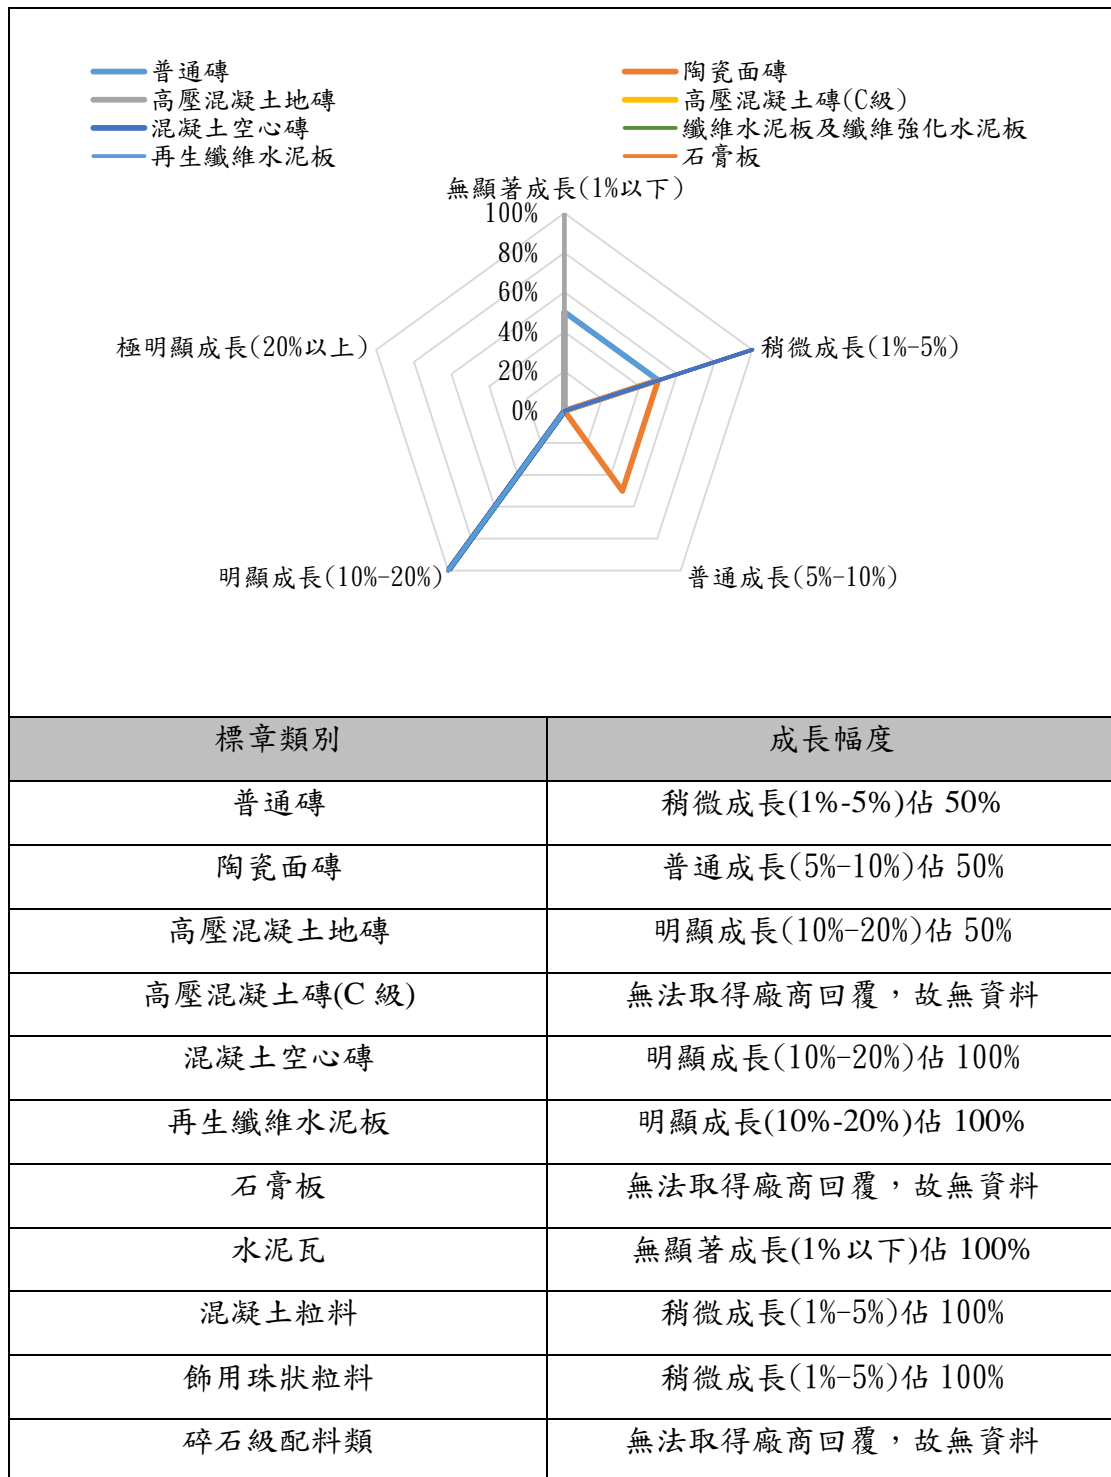 普通磚
陶瓷面磚
高壓混凝土地磚
高壓混凝土磚(C級)
混凝土空心磚
纖維水泥板及纖維強化水泥板
再生纖維水泥板
石膏板
無顯著成長(1%以下)
100%
80%
60%
40%
20%
0%
極明顯成長(20%以上)
稍微成長(1%-5%)
明顯成長(10%-20%)
普通成長(5%-10%)
標章類別 成長幅度
普通磚 稍微成長(1%-5%)佔 50%
陶瓷面磚 普通成長(5%-10%)佔 50%
高壓混凝土地磚 明顯成長(10%-20%)佔 50%
高壓混凝土磚(C 級) 無法取得廠商回覆，故無資料
混凝土空心磚 明顯成長(10%-20%)佔 100%
再生纖維水泥板 明顯成長(10%-20%)佔 100%
石膏板 無法取得廠商回覆，故無資料
水泥瓦 無顯著成長(1%以下)佔 100%
混凝土粒料 稍微成長(1%-5%)佔 100%
飾用珠狀粒料 稍微成長(1%-5%)佔 100%
碎石級配料類 無法取得廠商回覆，故無資料